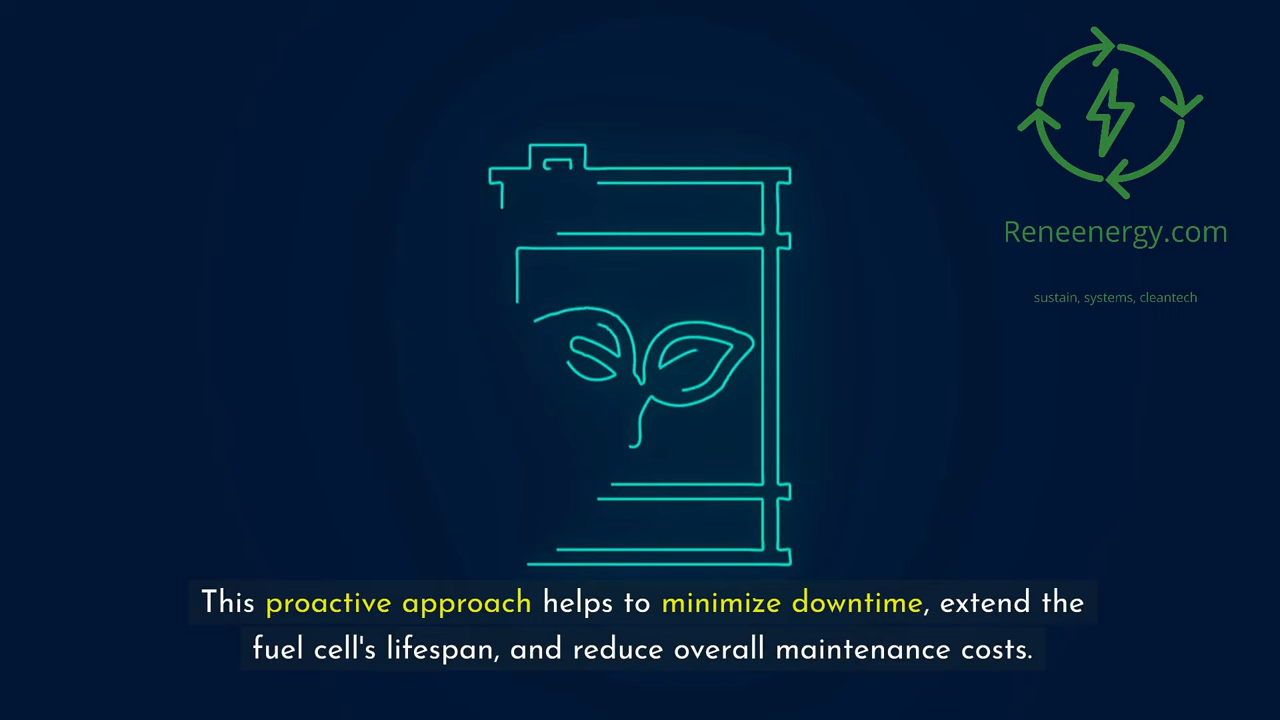 Reneenergy.com
sustain, systems, cleantech
This proactive approach helps to minimize downtime, extend the
fuel cell's lifespan, and reduce overall maintenance costs.